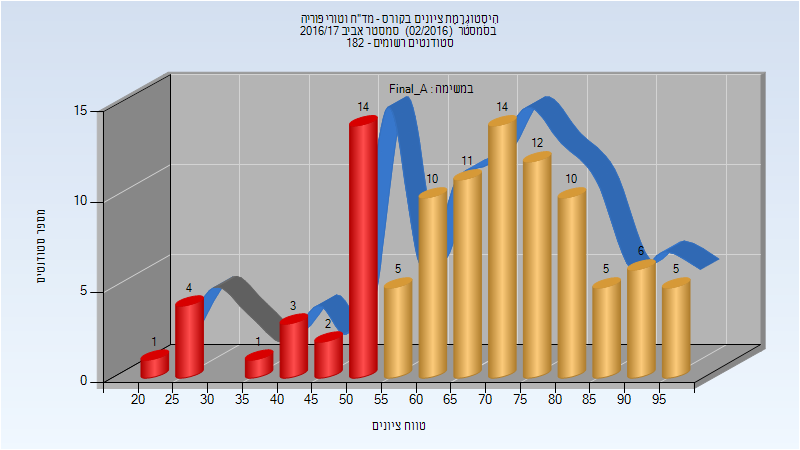 היסטוגרמת ציונים בקורס - מד"ח וטורי פוריה
בסמסטר (02/2016) סמסטר אביב 2016/17
סטודנטים רשומים - 182
במשימה : Final_A
מספר סטודנטים
15
10
5
0
1
4
1
3
2
14
5
10
11
14
12
10
5
6
5
20 25 30 35 40 45 50 55 60 65 70 75 80 85 90 95
טווח ציונים